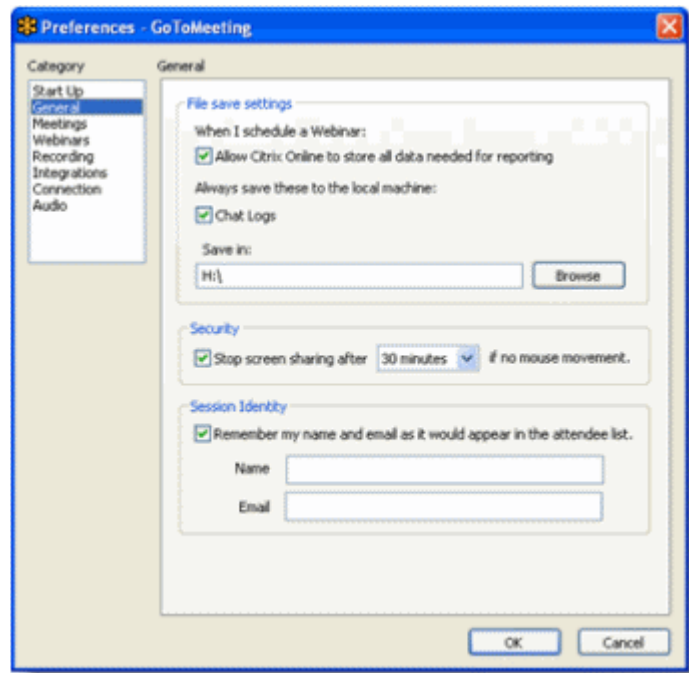 Preferences - GoToMeeting
Category
General
Start Up
General
Meetings
Webinars
Recording
Integrations
Connection
Audio
File save settings
When I schedule a Webinar:
Allow Citrix Online to store all data needed for reporting
Always save these to the local machine:
Chat Logs
Save in:
H:\
Browse
Security
Stop screen sharing after 30 minutes if no mouse movement.
Session Identity
Remember my name and email as it would appear in the attendee list.
Name
Email
OK Cancel